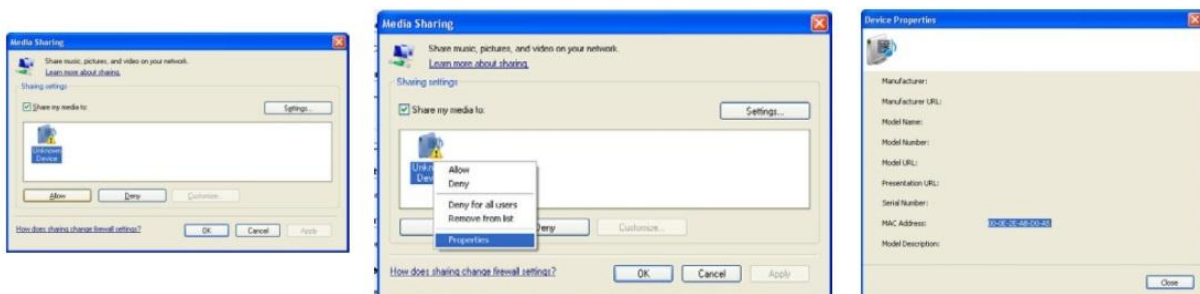 Media Sharing
Share music, pictures, and video on your network.
Learn more about sharing.
Sharing settings
Share my media to:
Settings...
Unknown
Device
Allow
Deny
Customize...
How does sharing change firewall settings?
OK
Cancel
Apply
Media Sharing
Share music, pictures, and video on your network.
Learn more about sharing.
Sharing settings
Share my media to:
Settings...
Unkn
Dev
Allow
Deny
Deny for all users
Remove from list
Properties
Deny
Customize...
How does sharing change firewall settings?
OK
Cancel
Apply
Device Properties
Manufacturer:
Manufacturer URL:
Model Name:
Model Number:
Model URL:
Presentation URL:
Serial Number:
MAC Address:
Model Description:
Close